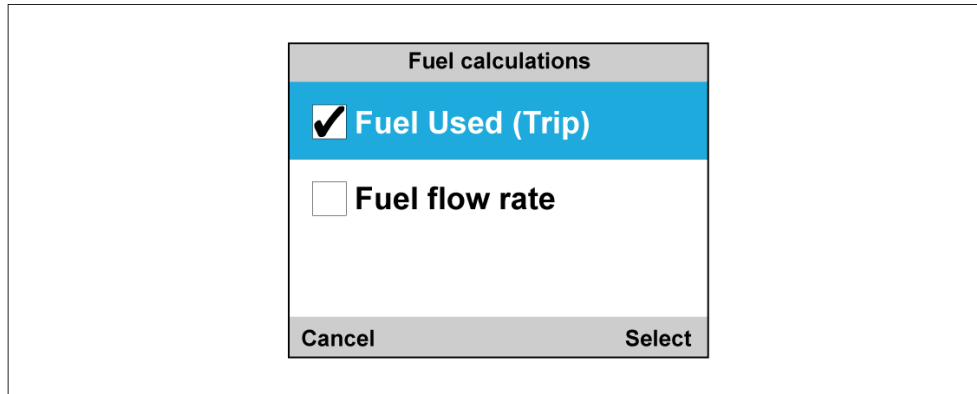 Fuel calculations
Fuel Used (Trip)
Fuel flow rate
Cancel Select